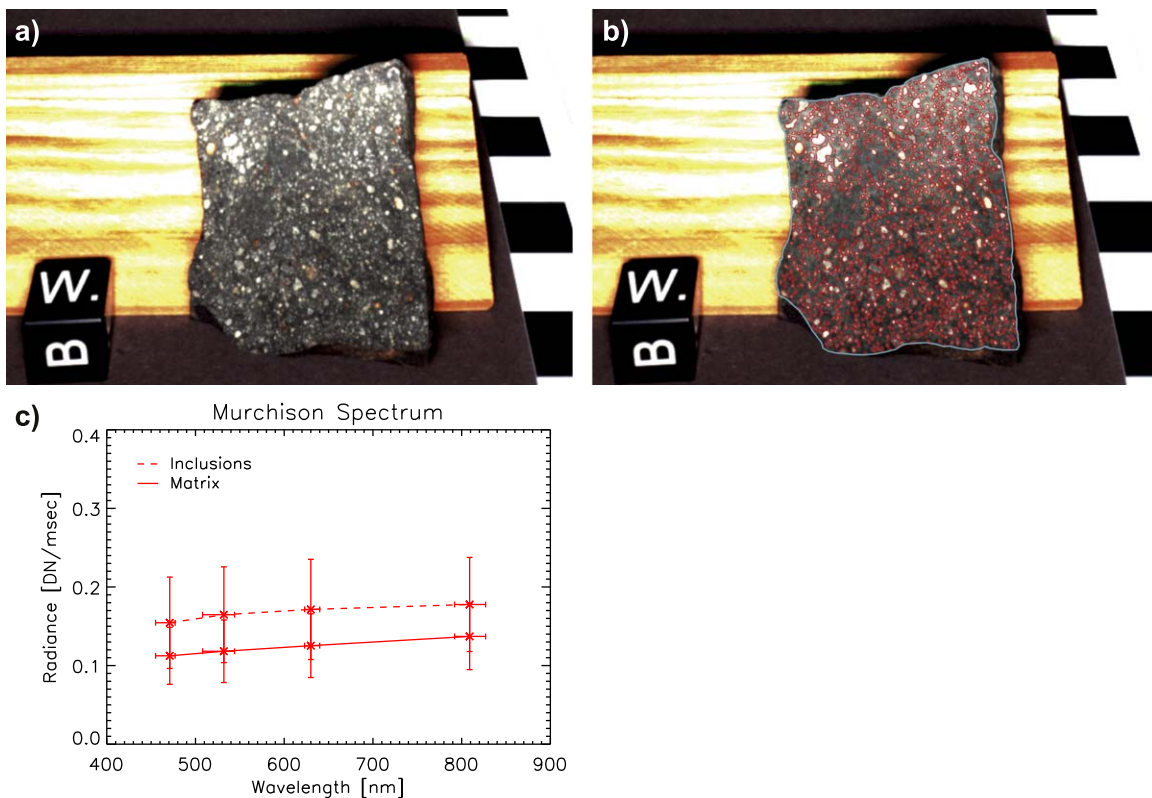 a)
W.
B
b)
W.
B
c)
Murchison Spectrum
0.4
0.3
0.2
0.1
0.0
Radiance [DN/msec]
Inclusions
Matrix
400 500 600 700 800 900
Wavelength [nm]